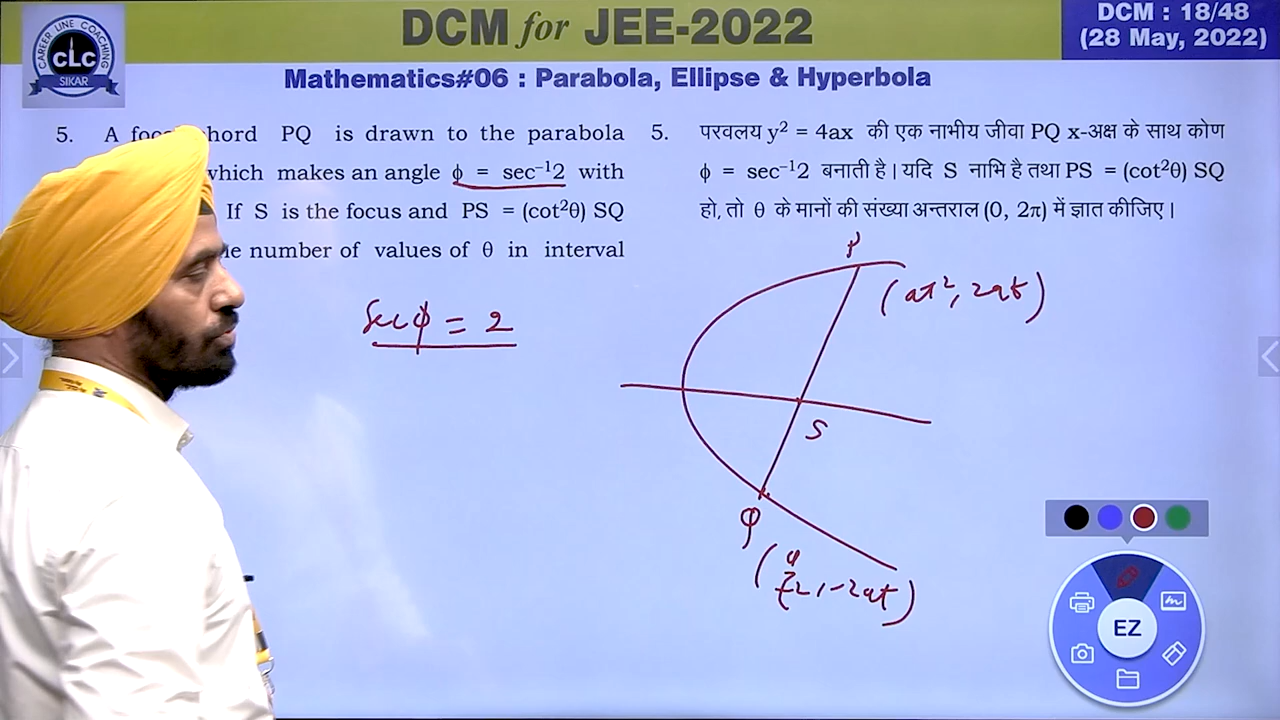 CAREER LINE COACHING
CLC
SIKAR
DCM for JEE-2022
DCM : 18/48
(28 May, 2022)
Mathematics#06 : Parabola, Ellipse & Hyperbola
5. A chord PQ is drawn to the parabola
which makes an angle ϕ = sec⁻¹2 with
If S is the focus and PS = (cot²θ) SQ
number of values of θ in interval
5. परवलय y² = 4ax की एक नाभीय जीवा PQ x-अक्ष के साथ कोण
ϕ = sec⁻¹2 बनाती है। यदि S नाभि है तथा PS = (cot²θ) SQ
हो, तो θ के मानों की संख्या अन्तराल (0, 2π) में ज्ञात कीजिए।
Secϕ = 2
P
(at², 2at)
S
Q
EZ